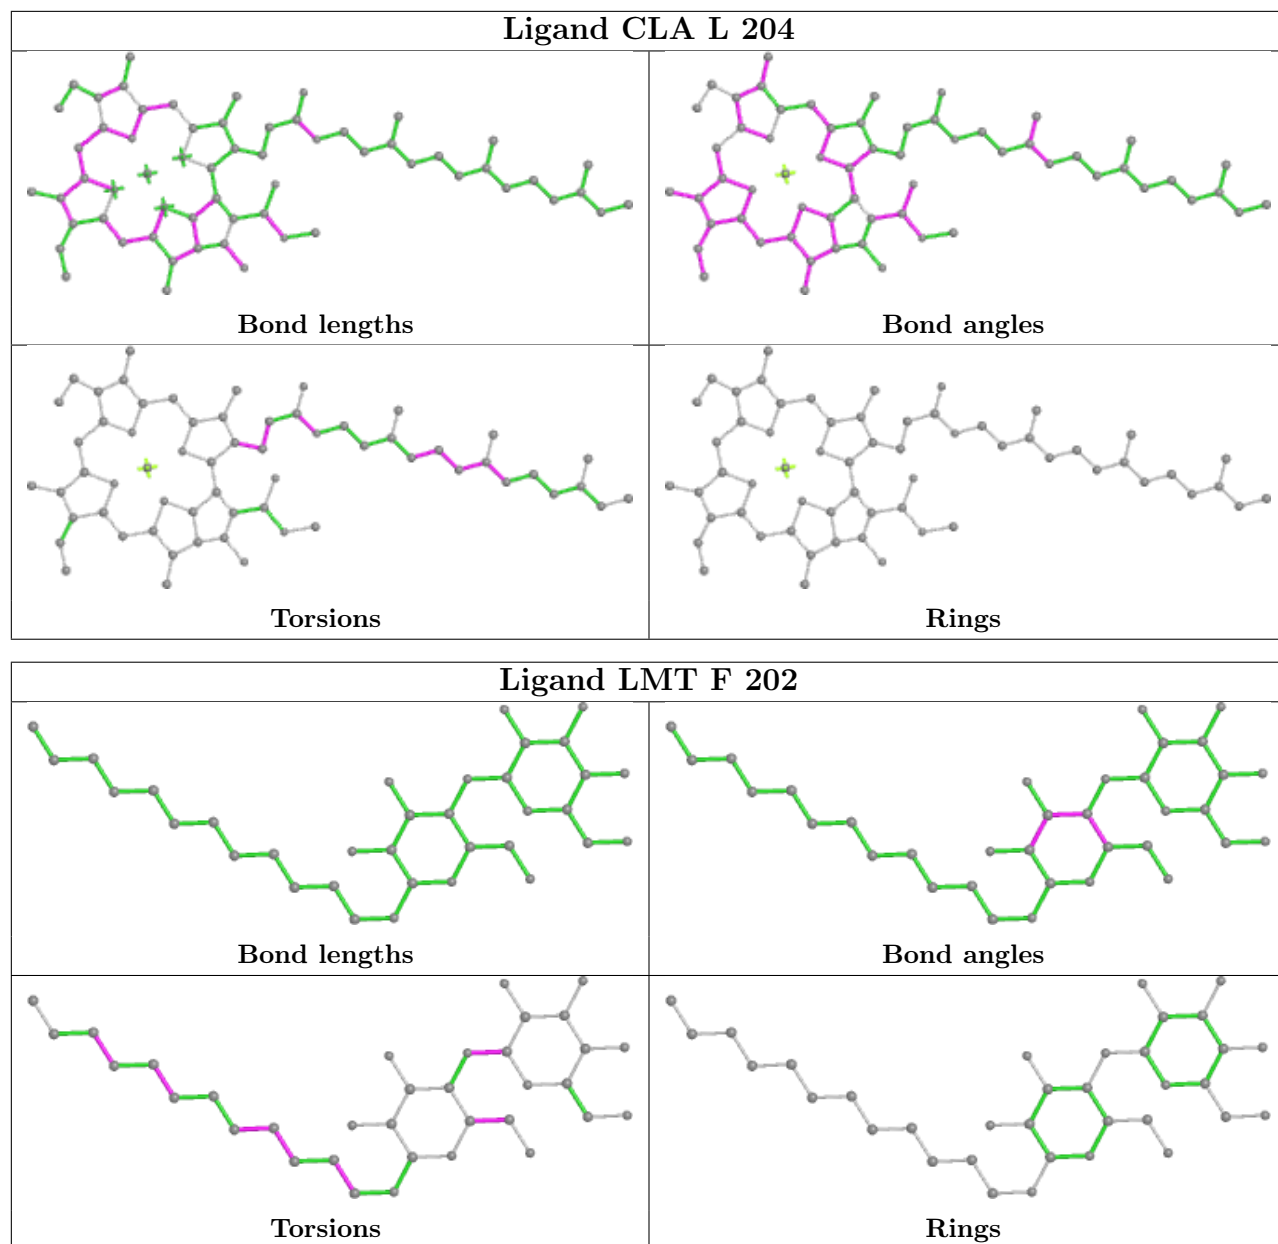 Ligand CLA L 204
Bond lengths
Bond angles
Torsions
Rings
Ligand LMT F 202
Bond lengths
Bond angles
Torsions
Rings